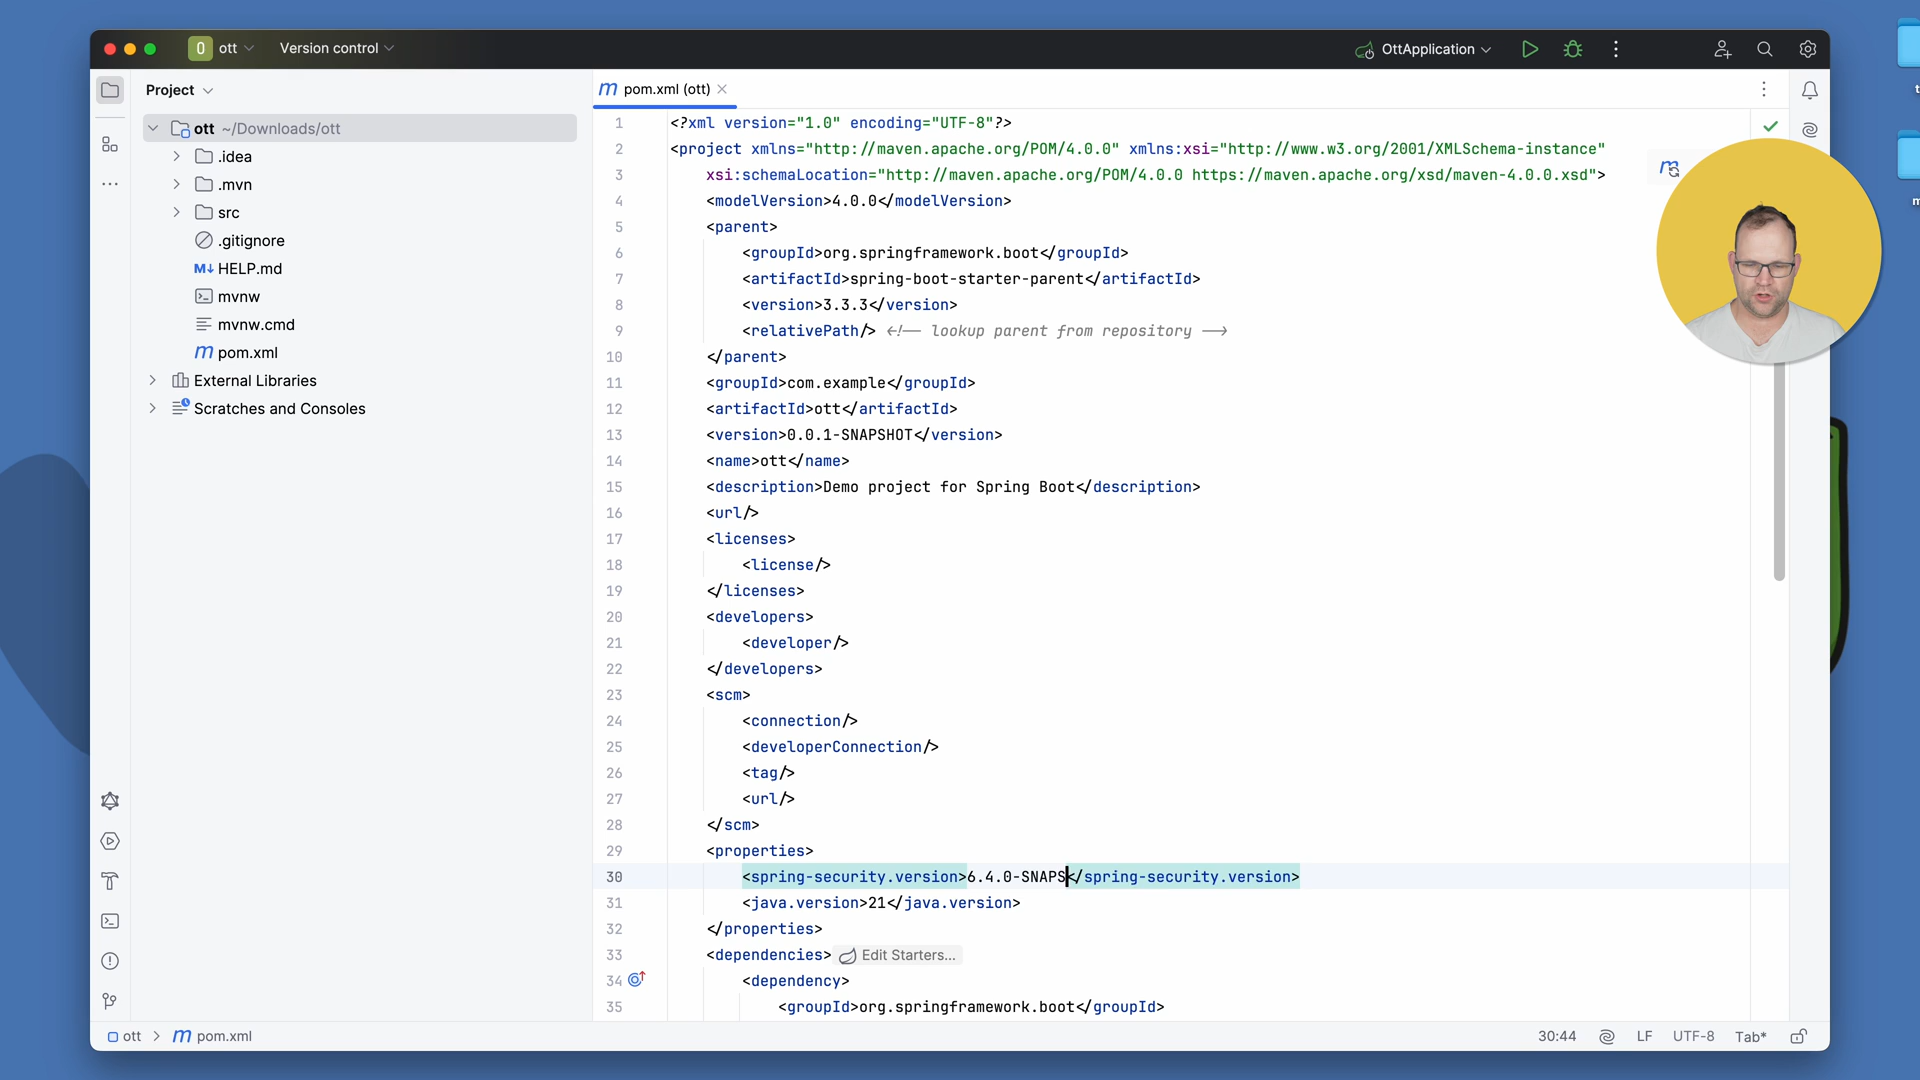 ott
Version control
OttApplication
Project
pom.xml (ott)
ott ~/Downloads/ott
.idea
.mvn
src
.gitignore
HELP.md
mvnw
mvnw.cmd
pom.xml
External Libraries
Scratches and Consoles
1 <?xml version="1.0" encoding="UTF-8"?>
2 <project xmlns="http://maven.apache.org/POM/4.0.0" xmlns:xsi="http://www.w3.org/2001/XMLSchema-instance"
3 xsi:schemaLocation="http://maven.apache.org/POM/4.0.0 https://maven.apache.org/xsd/maven-4.0.0.xsd">
4 <modelVersion>4.0.0</modelVersion>
5 <parent>
6 <groupId>org.springframework.boot</groupId>
7 <artifactId>spring-boot-starter-parent</artifactId>
8 <version>3.3.3</version>
9 <relativePath/> <!-- lookup parent from repository -->
10 </parent>
11 <groupId>com.example</groupId>
12 <artifactId>ott</artifactId>
13 <version>0.0.1-SNAPSHOT</version>
14 <name>ott</name>
15 <description>Demo project for Spring Boot</description>
16 <url/>
17 <licenses>
18 <license/>
19 </licenses>
20 <developers>
21 <developer/>
22 </developers>
23 <scm>
24 <connection/>
25 <developerConnection/>
26 <tag/>
27 <url/>
28 </scm>
29 <properties>
30 <spring-security.version>6.4.0-SNAPS</spring-security.version>
31 <java.version>21</java.version>
32 </properties>
33 <dependencies> Edit Starters...
34 <dependency>
35 <groupId>org.springframework.boot</groupId>
ott > m pom.xml
30:44 LF UTF-8 Tab*